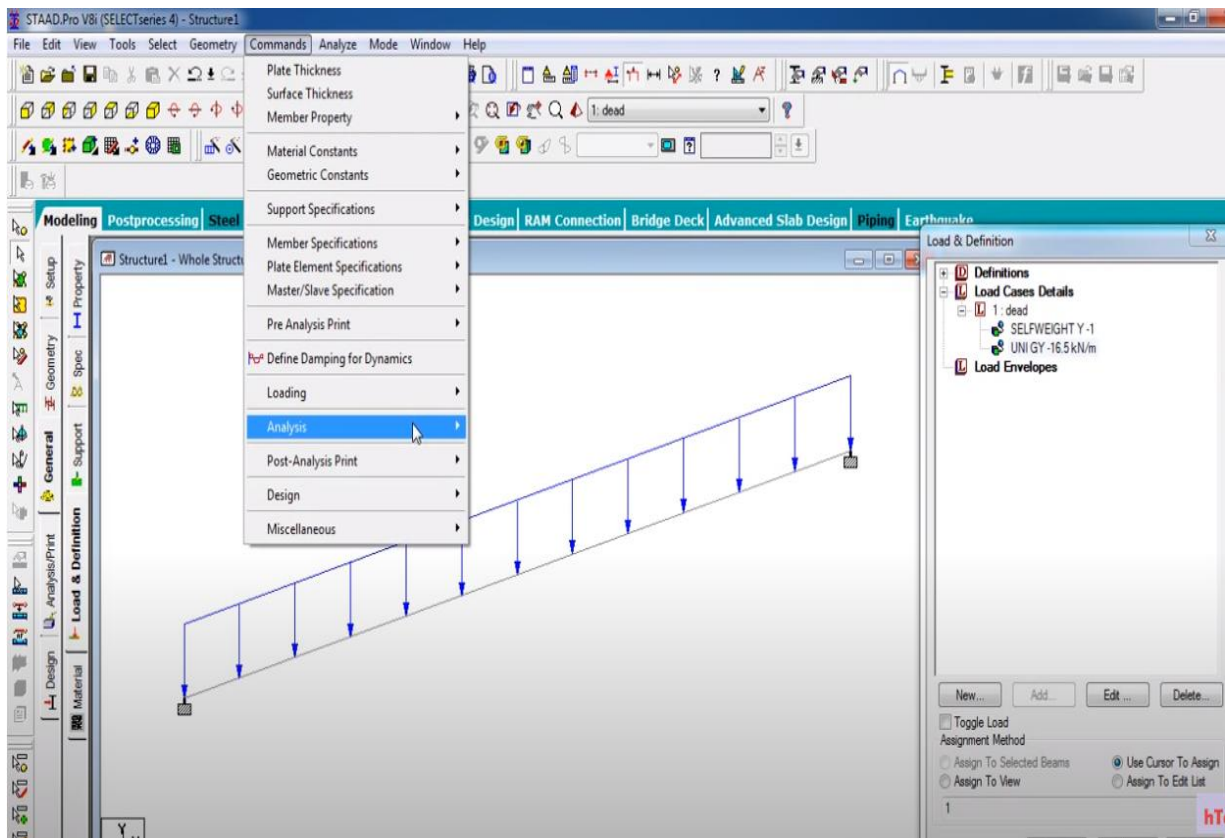 STAAD.Pro V8i (SELECTseries 4) - Structure1
File Edit View Tools Select Geometry Commands Analyze Mode Window Help
1: dead
Modeling Postprocessing Steel Design RAM Connection Bridge Deck Advanced Slab Design Piping Earthquake
Plate Thickness
Surface Thickness
Member Property
Material Constants
Geometric Constants
Support Specifications
Member Specifications
Plate Element Specifications
Master/Slave Specification
Pre Analysis Print
Define Damping for Dynamics
Loading
Analysis
Post-Analysis Print
Design
Miscellaneous
Setup
Geometry
General
Analysis/Print
Design
Property
Spec
Support
Load & Definition
Material
Structure1 - Whole Struct
Y
Load & Definition
Definitions
Load Cases Details
1 : dead
SELFWEIGHT Y -1
UNI GY -16.5 kN/m
Load Envelopes
New... Add... Edit ... Delete...
Toggle Load
Assignment Method
Assign To Selected Beams Use Cursor To Assign
Assign To View Assign To Edit List
1